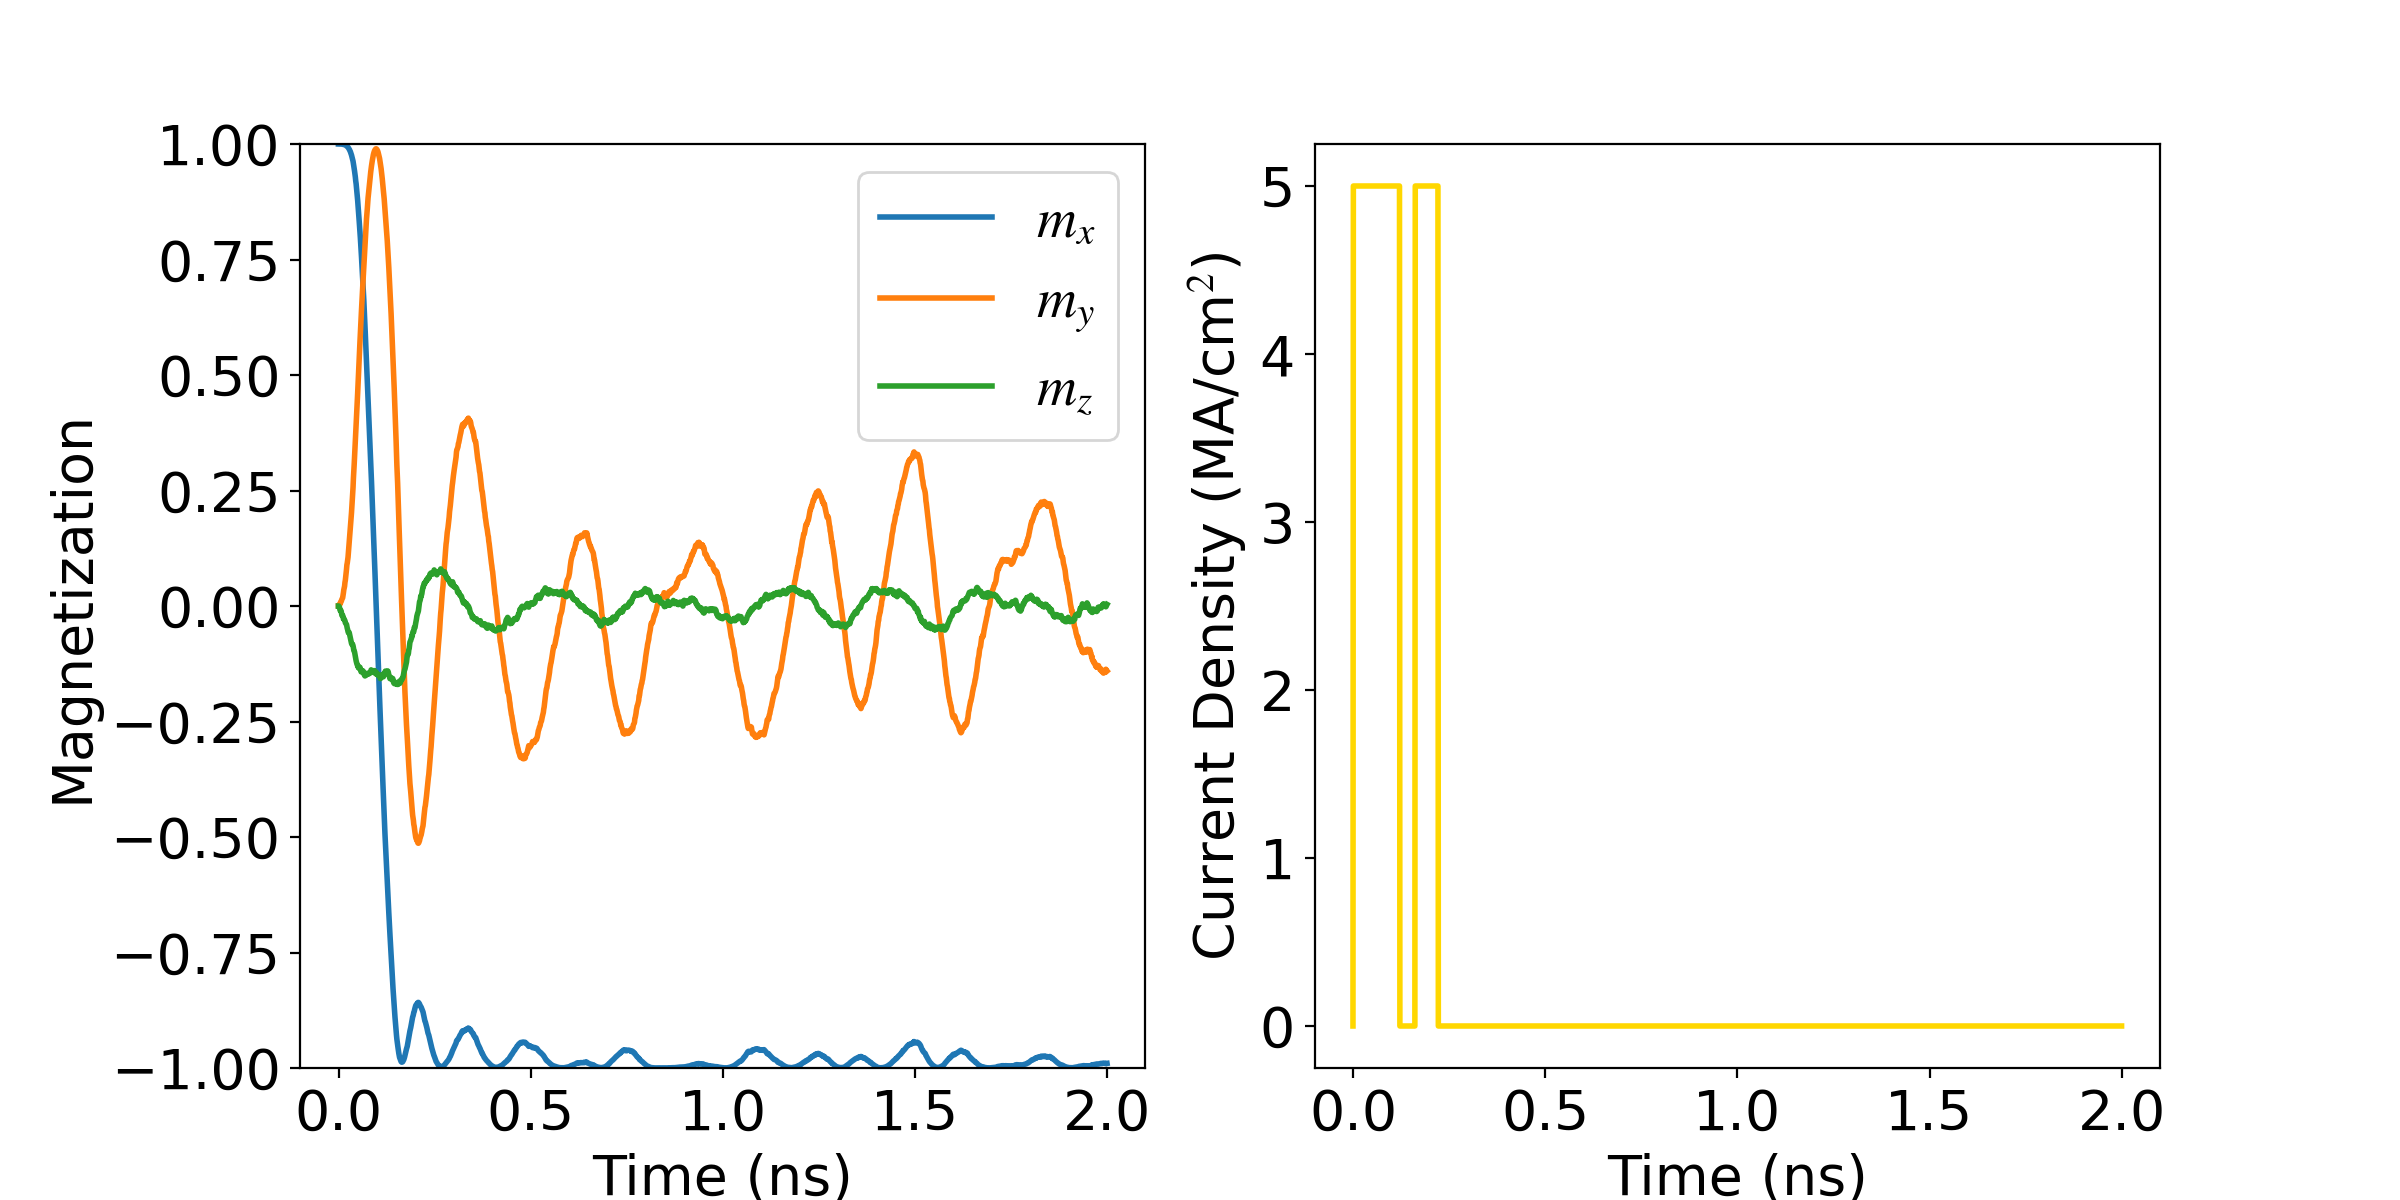 Magnetization
1.00
0.75
0.50
0.25
0.00
−0.25
−0.50
−0.75
−1.00
0.0 0.5 1.0 1.5 2.0
Time (ns)
m_x
m_y
m_z
Current Density (MA/cm²)
5
4
3
2
1
0
0.0 0.5 1.0 1.5 2.0
Time (ns)